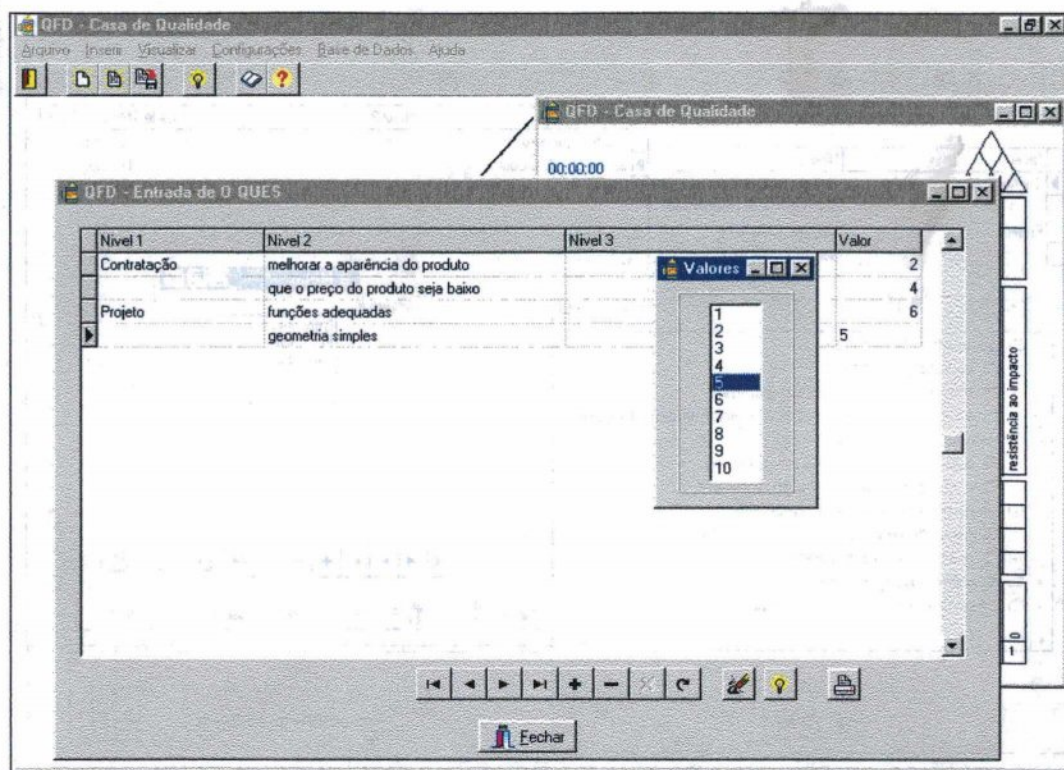 QFD - Casa de Qualidade
Arquivo Inserir Visualizar Configurações Base de Dados Ajuda
QFD - Casa de Qualidade
00:00:00
QFD - Entrada de O QUES
Nivel 1 Nivel 2 Nivel 3 Valor
Contratação melhorar a aparência do produto 2
que o preço do produto seja baixo 4
Projeto funções adequadas 6
geometria simples 5
Valores
1
2
3
4
5
6
7
8
9
10
resistência ao impacto
0
1
Fechar